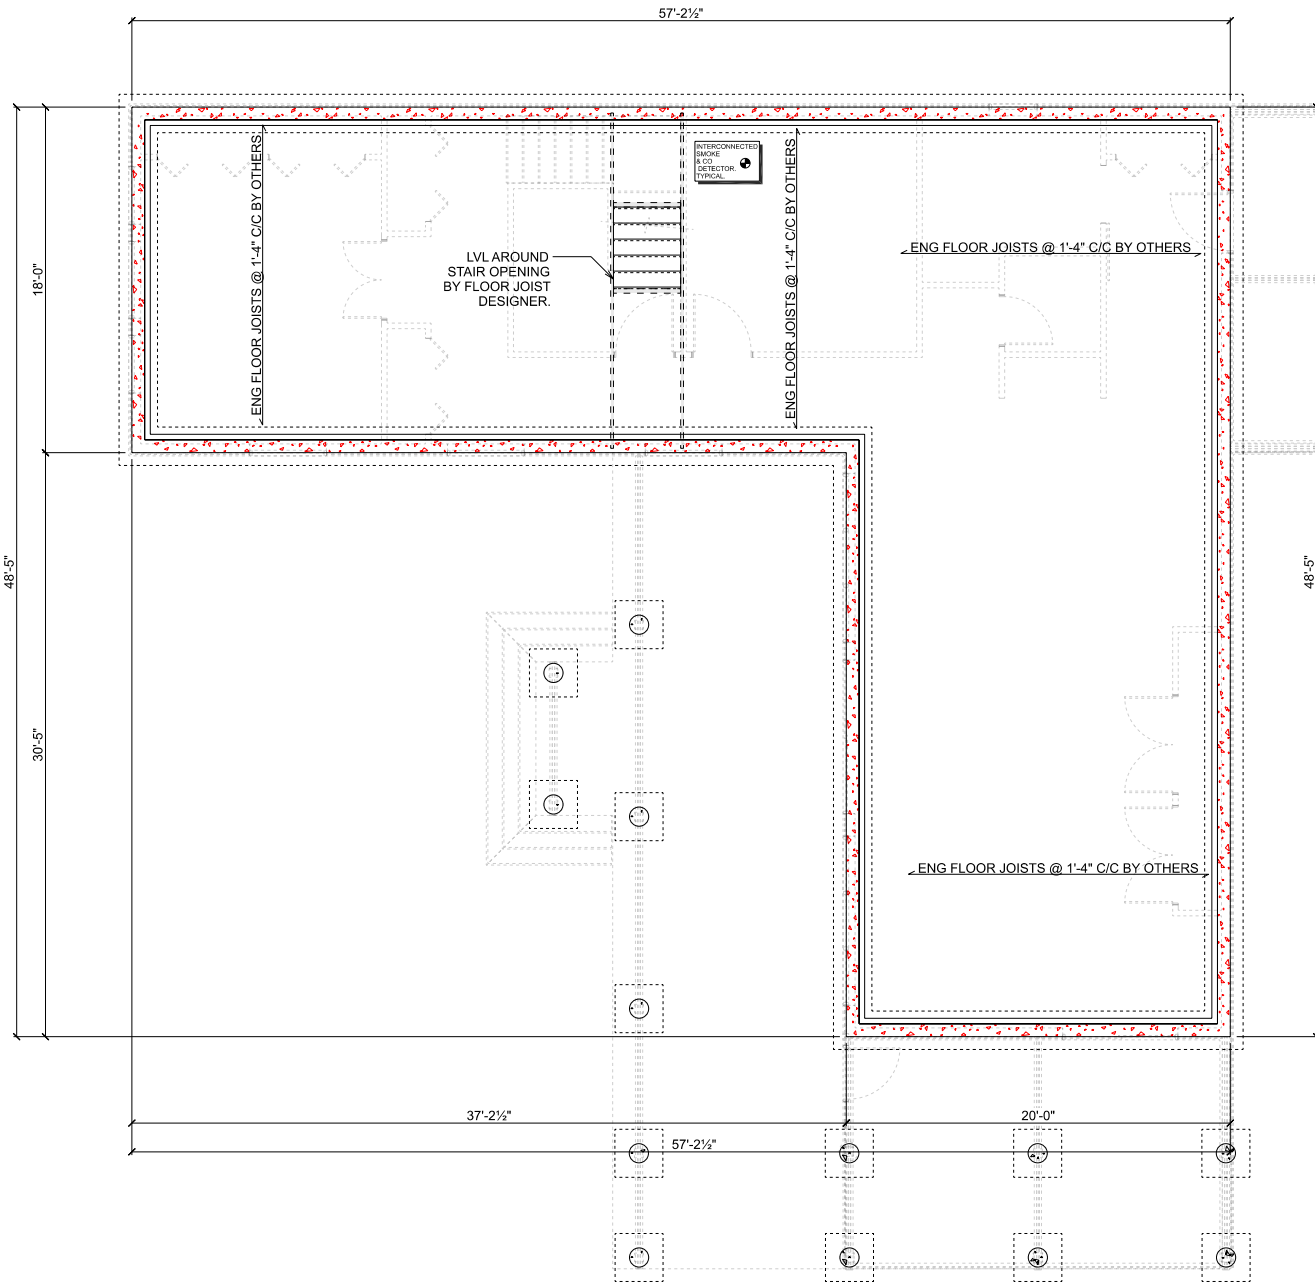 57'-2½"
INTERCONNECTED
SMOKE
& CO
DETECTOR.
TYPICAL.
ENG FLOOR JOISTS @ 1'-4" C/C BY OTHERS
ENG FLOOR JOISTS @ 1'-4" C/C BY OTHERS
ENG FLOOR JOISTS @ 1'-4" C/C BY OTHERS
LVL AROUND
STAIR OPENING
BY FLOOR JOIST
DESIGNER.
18'-0"
48'-5"
48'-5"
30'-5"
ENG FLOOR JOISTS @ 1'-4" C/C BY OTHERS
37'-2½"
20'-0"
57'-2½"